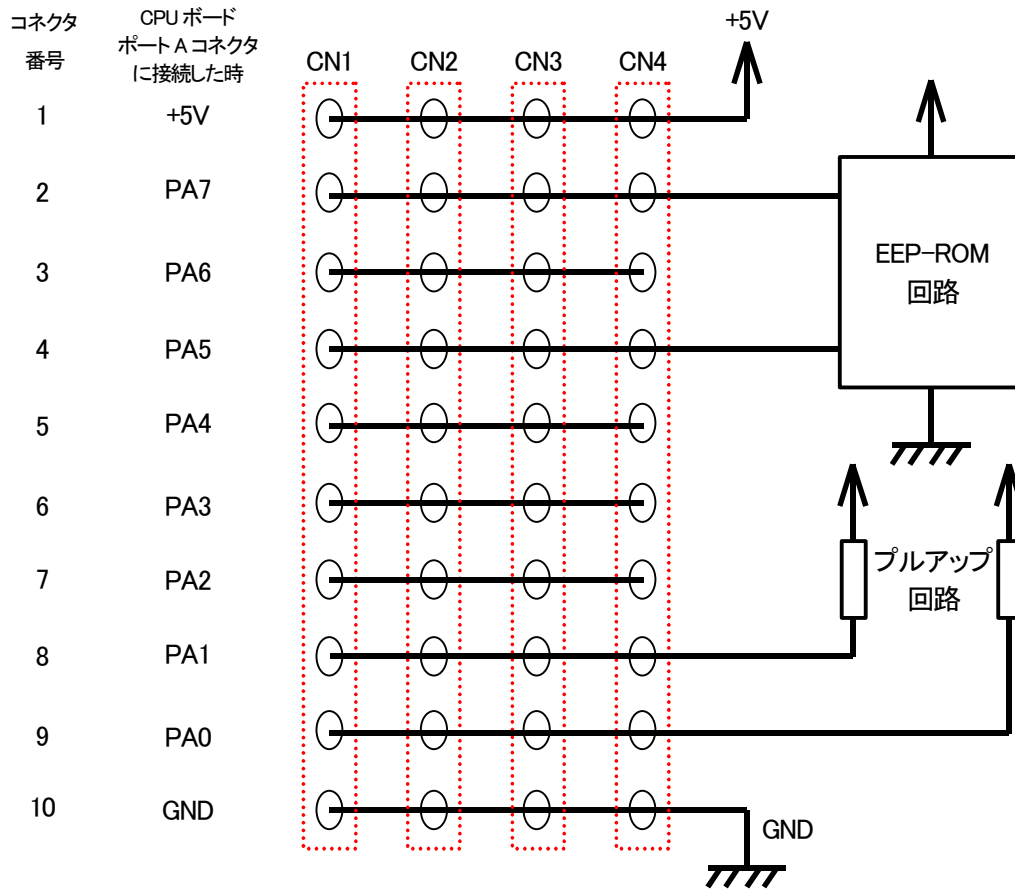 コネクタ
番号
CPU ボード
ポート A コネクタ
に接続した時
CN1
CN2
CN3
CN4
+5V
1
+5V
2
PA7
3
PA6
4
PA5
5
PA4
6
PA3
7
PA2
8
PA1
9
PA0
10
GND
EEP-ROM
回路
プルアップ
回路
GND